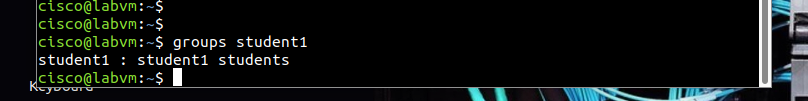 cisco@labvm:~$
cisco@labvm:~$
cisco@labvm:~$ groups student1
student1 : student1 students
cisco@labvm:~$
Keyboard